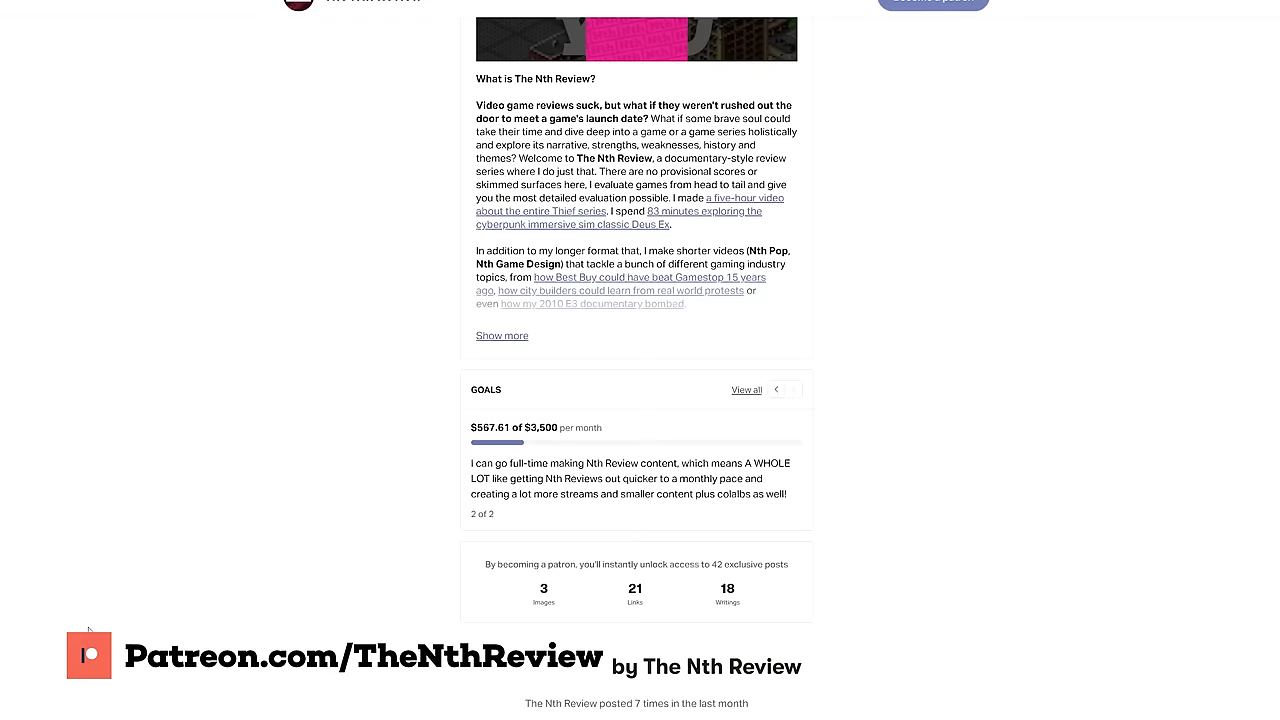 What is The Nth Review?
Video game reviews suck, but what if they weren't rushed out the
door to meet a game's launch date? What if some brave soul could
take their time and dive deep into a game or a game series holistically
and explore its narrative, strengths, weaknesses, history and
themes? Welcome to The Nth Review, a documentary-style review
series where I do just that. There are no provisional scores or
skimmed surfaces here, I evaluate games from head to tail and give
you the most detailed evaluation possible. I made a five-hour video
about the entire Thief series. I spend 83 minutes exploring the
cyberpunk immersive sim classic Deus Ex.
In addition to my longer format that, I make shorter videos (Nth Pop,
Nth Game Design) that tackle a bunch of different gaming industry
topics, from how Best Buy could have beat Gamestop 15 years
ago, how city builders could learn from real world protests or
even how my 2010 E3 documentary bombed.
Show more
GOALS View all
$567.61 of $3,500 per month
I can go full-time making Nth Review content, which means A WHOLE
LOT like getting Nth Reviews out quicker to a monthly pace and
creating a lot more streams and smaller content plus colalbs as well!
2 of 2
By becoming a patron, you'll instantly unlock access to 42 exclusive posts
3 21 18
Images Links Writings
Patreon.com/TheNthReview by The Nth Review
The Nth Review posted 7 times in the last month